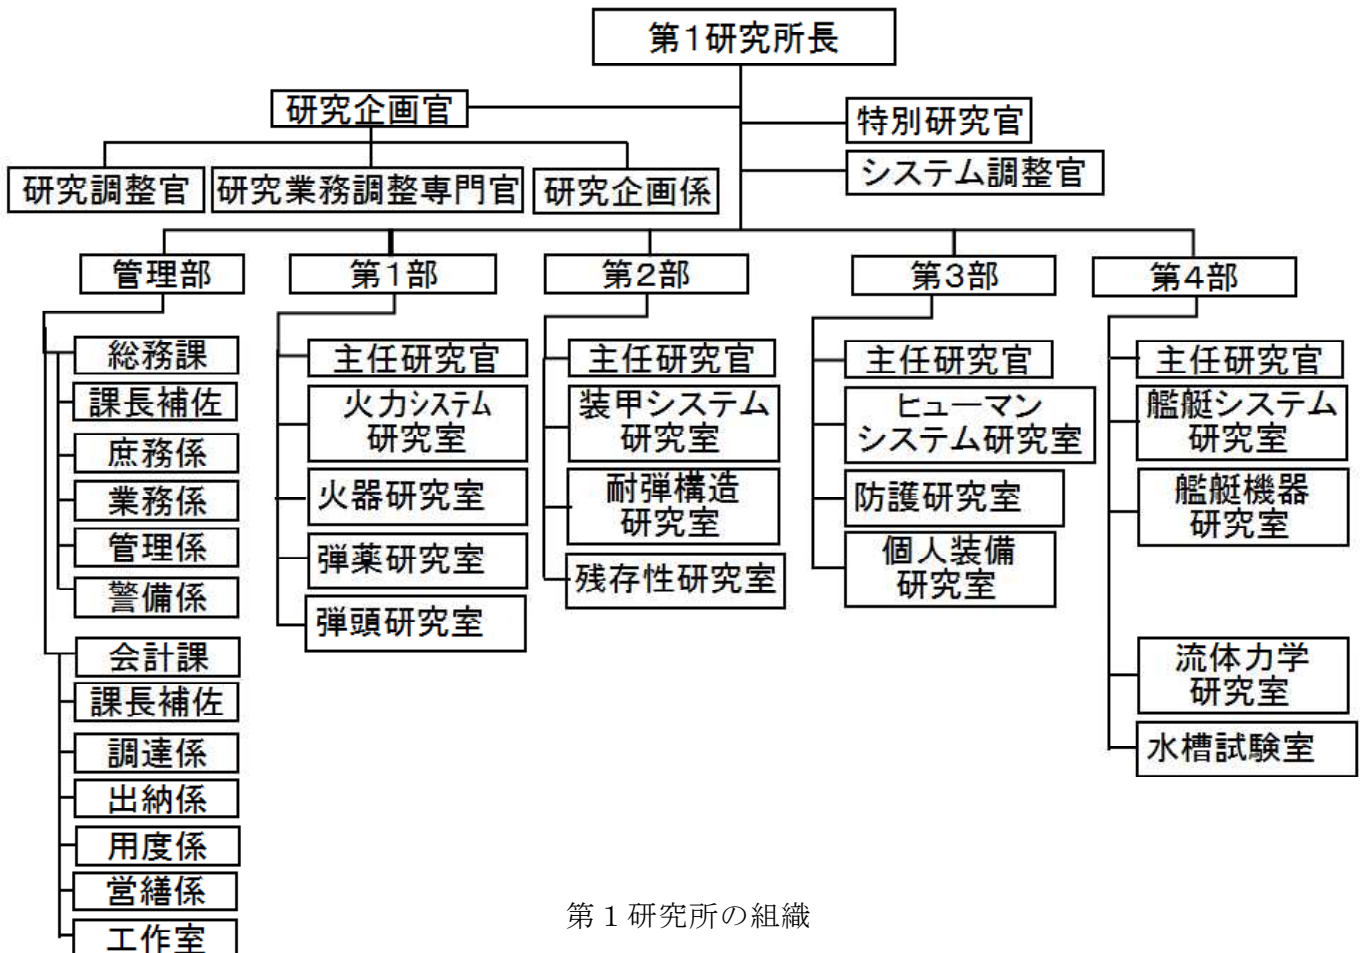 第1研究所長
研究企画官
特別研究官
システム調整官
研究調整官
研究業務調整専門官
研究企画係
管理部
第1部
第2部
第3部
第4部
総務課
課長補佐
庶務係
業務係
管理係
警備係
会計課
課長補佐
調達係
出納係
用度係
営繕係
工作室
主任研究官
火力システム
研究室
火器研究室
弾薬研究室
弾頭研究室
主任研究官
装甲システム
研究室
耐弾構造
研究室
残存性研究室
主任研究官
ヒューマン
システム研究室
防護研究室
個人装備
研究室
主任研究官
艦艇システム
研究室
艦艇機器
研究室
流体力学
研究室
水槽試験室
第１研究所の組織